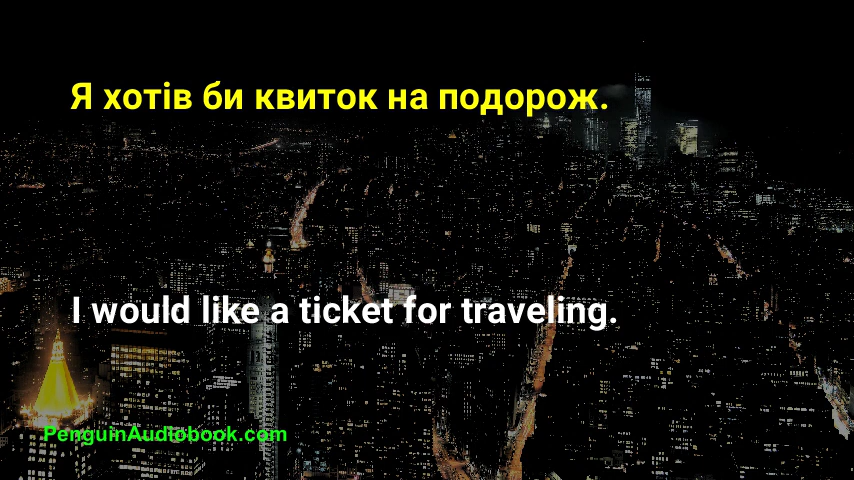 Я хотів би квиток на подорож.
I would like a ticket for traveling.
PenguinAudiobook.com